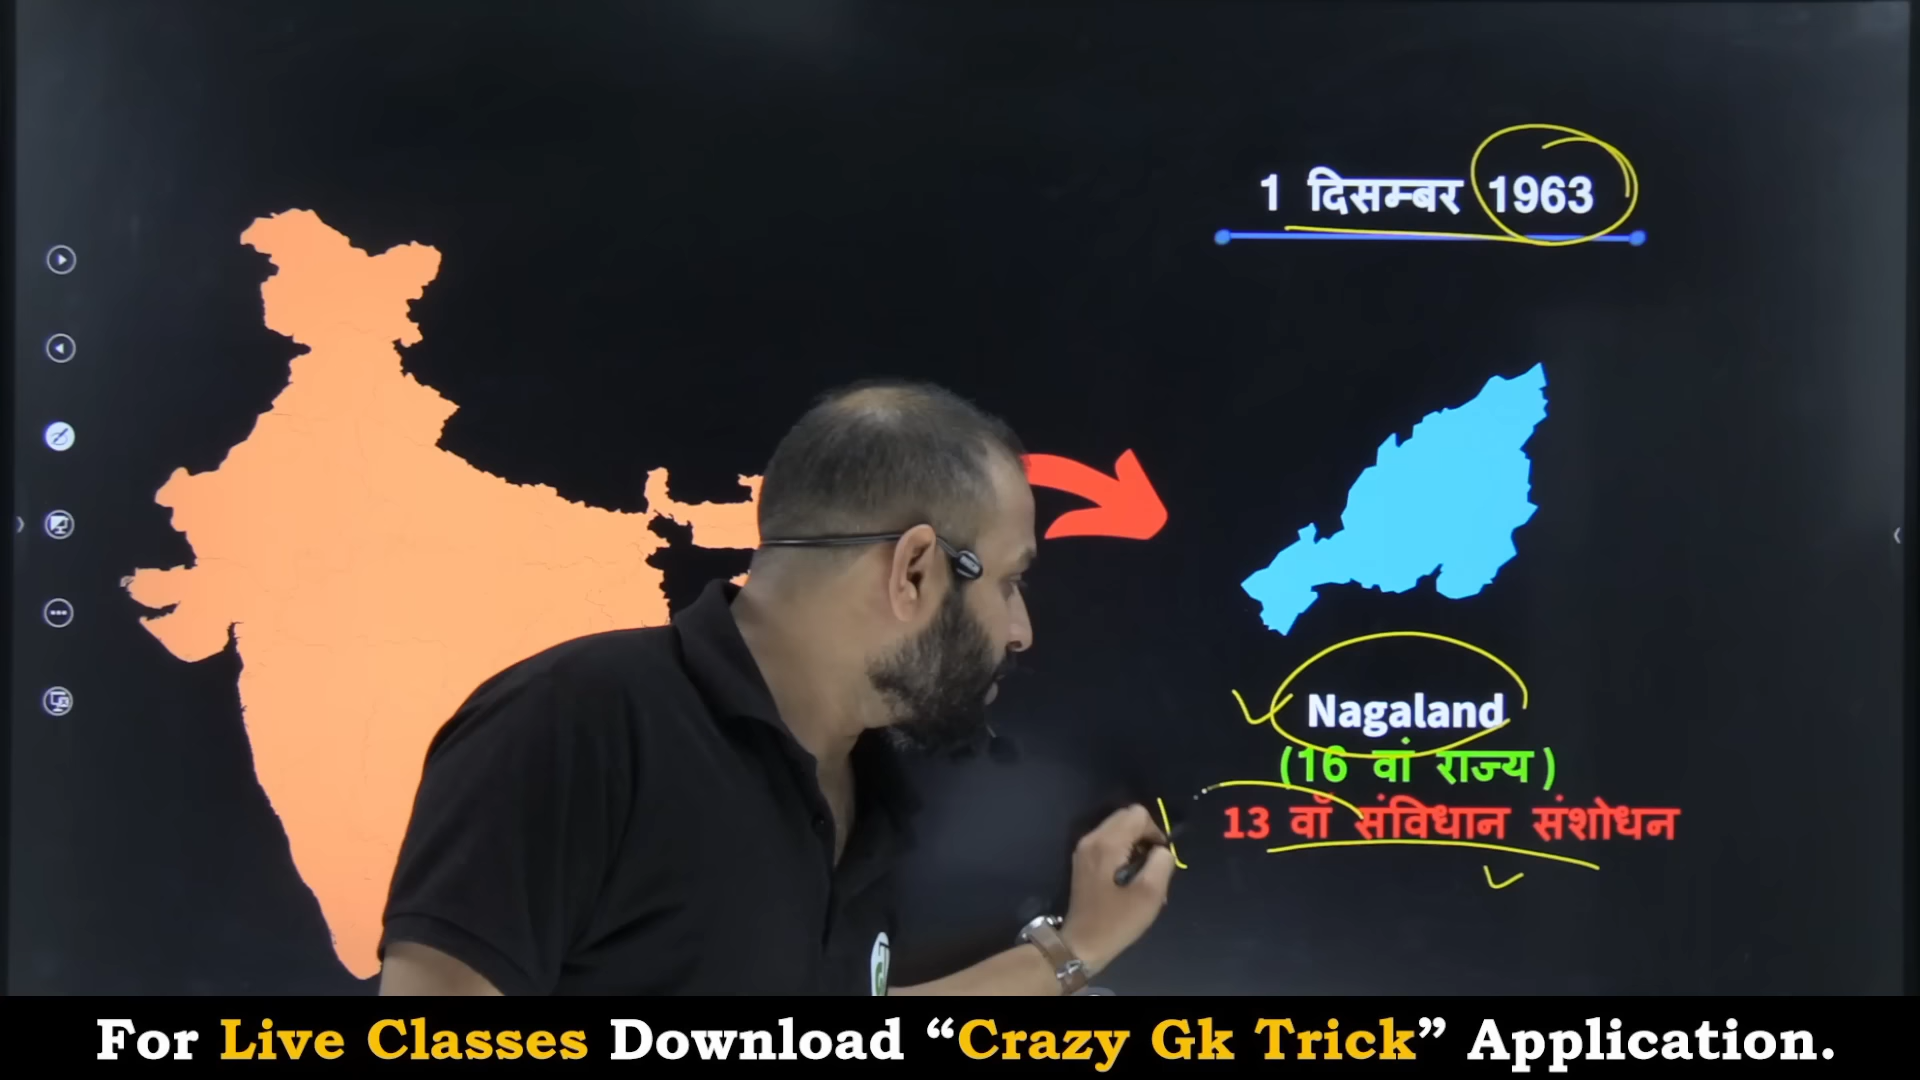 1 दिसम्बर 1963
Nagaland
(16 वां राज्य)
13 वाँ संविधान संशोधन
For Live Classes Download “Crazy Gk Trick” Application.